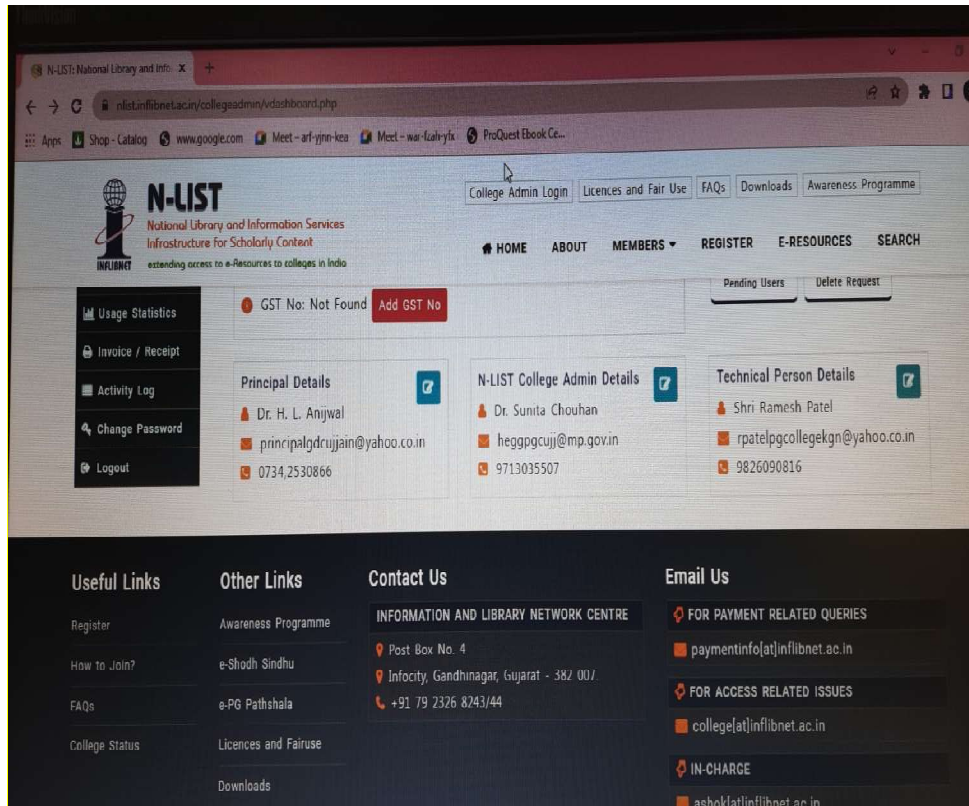 N-LIST: National Library and Info
nlist.inflibnet.ac.in/collegeadmin/vdashboard.php
Apps Shop - Catalog www.google.com Meet – arf-yjnn-kea Meet – war-fzah-yfx ProQuest Ebook Ce...
College Admin Login Licences and Fair Use FAQs Downloads Awareness Programme
N-LIST
National Library and Information Services
Infrastructure for Scholarly Content
extending access to e-Resources to colleges in India
INFLIBNET
HOME ABOUT MEMBERS REGISTER E-RESOURCES SEARCH
Pending Users Delete Request
GST No: Not Found Add GST No
Usage Statistics
Invoice / Receipt
Activity Log
Change Password
Logout
Principal Details
Dr. H. L. Anijwal
principalgdrujjain@yahoo.co.in
0734,2530866
N-LIST College Admin Details
Dr. Sunita Chouhan
heggpgcujj@mp.gov.in
9713035507
Technical Person Details
Shri Ramesh Patel
rpatelpgcollegekgn@yahoo.co.in
9826090816
Useful Links
Register
How to Join?
FAQs
College Status
Other Links
Awareness Programme
e-Shodh Sindhu
e-PG Pathshala
Licences and Fairuse
Downloads
Contact Us
INFORMATION AND LIBRARY NETWORK CENTRE
Post Box No. 4
Infocity, Gandhinagar, Gujarat - 382 007
+91 79 2326 8243/44
Email Us
FOR PAYMENT RELATED QUERIES
paymentinfo[at]inflibnet.ac.in
FOR ACCESS RELATED ISSUES
college[at]inflibnet.ac.in
IN-CHARGE
ashok[at]inflibnet.ac.in